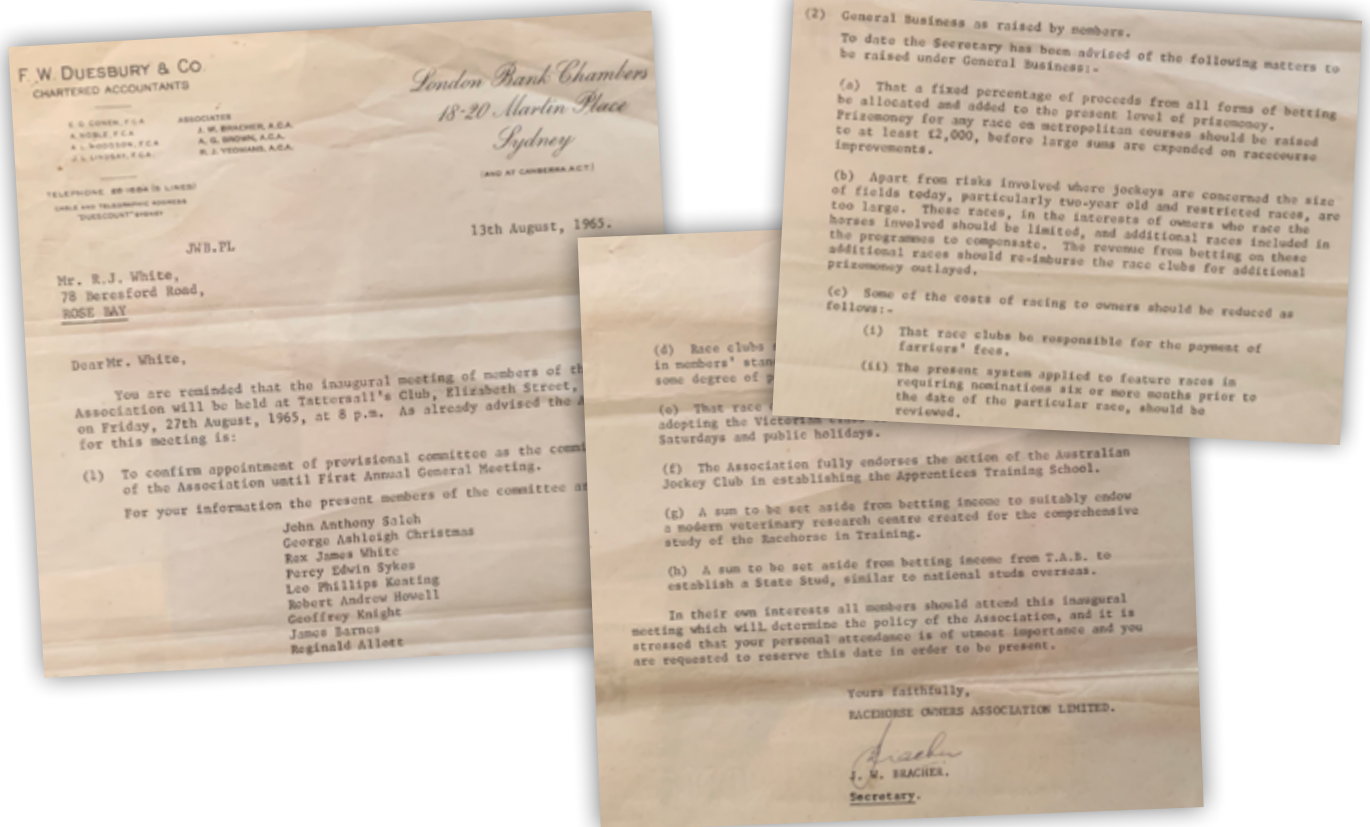 F. W. DUESBURY & CO.
CHARTERED ACCOUNTANTS
E. G. COHEN, F.C.A.
A. NOBLE, F.C.A.
A. L. HODGSON, F.C.A.
J. L. LINDSAY, F.C.A.
ASSOCIATES
J. W. BRACHER, A.C.A.
A. G. BROWN, A.C.A.
R. J. YEOMANS, A.C.A.
TELEPHONE (5 LINES)
CABLE AND TELEGRAPHIC ADDRESS
"DUESCOUNT" SYDNEY
London Bank Chambers
18-20 Martin Place
Sydney
(AND AT CANBERRA A.C.T.)
13th August, 1965.
JWB.PL
Mr. R.J. White,
78 Beresford Road,
ROSE BAY
Dear Mr. White,
You are reminded that the inaugural meeting of members of th
Association will be held at Tattersall's Club, Elizabeth Street,
on Friday, 27th August, 1965, at 8 p.m. As already advised the A
for this meeting is:
(1) To confirm appointment of provisional committee as the commi
of the Association until First Annual General Meeting.
For your information the present members of the committee a
John Anthony Saleh
George Ashleigh Christmas
Rex James White
Percy Edwin Sykes
Leo Phillips Keating
Robert Andrew Howell
Geoffrey Knight
James Barnes
Reginald Allott
(2) General Business as raised by members.
To date the Secretary has been advised of the following matters to
be raised under General Business:-
(a) That a fixed percentage of proceeds from all forms of betting
be allocated and added to the present level of prizemoney.
Prizemoney for any race on metropolitan courses should be raised
to at least £2,000, before large sums are expended on racecourse
improvements.
(b) Apart from risks involved where jockeys are concerned the size
of fields today, particularly two-year old and restricted races, are
too large. These races, in the interests of owners who race the
horses involved should be limited, and additional races included in
the programmes to compensate. The revenue from betting on these
additional races should re-imburse the race clubs for additional
prizemoney outlayed.
(c) Some of the costs of racing to owners should be reduced as
follows:-
(i) That race clubs be responsible for the payment of
farriers' fees.
(ii) The present system applied to feature races in
requiring nominations six or more months prior to
the date of the particular race, should be
reviewed.
(d) Race clubs s
in members' stan
some degree of p
(e) That race
adopting the Victorian
Saturdays and public holidays.
(f) The Association fully endorses the action of the Australian
Jockey Club in establishing the Apprentices Training School.
(g) A sum to be set aside from betting income to suitably endow
a modern veterinary research centre created for the comprehensive
study of the Racehorse in Training.
(h) A sum to be set aside from betting income from T.A.B. to
establish a State Stud, similar to national studs overseas.
In their own interests all members should attend this inaugural
meeting which will determine the policy of the Association, and it is
stressed that your personal attendance is of utmost importance and you
are requested to reserve this date in order to be present.
Yours faithfully,
RACEHORSE OWNERS ASSOCIATION LIMITED.
Bracher
J. W. BRACHER.
Secretary.